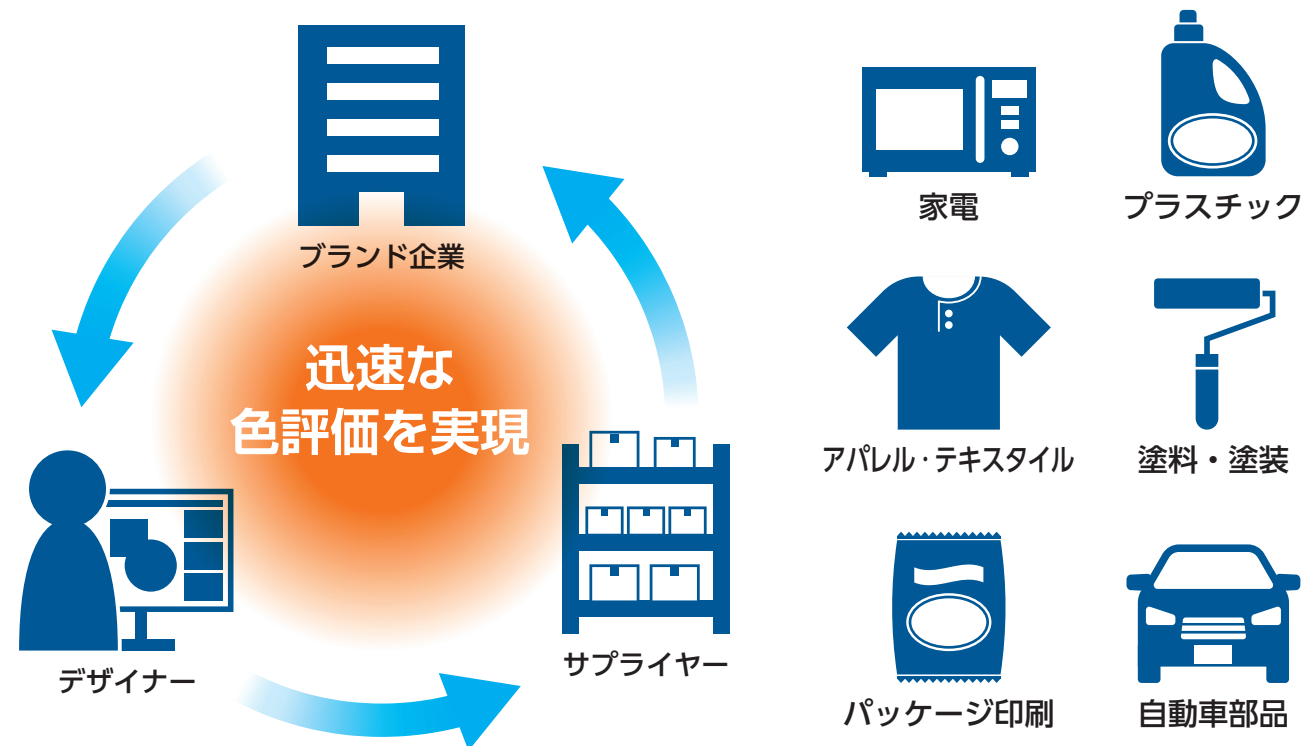 ブランド企業
迅速な
色評価を実現
デザイナー
サプライヤー
家電
プラスチック
アパレル・テキスタイル
塗料・塗装
パッケージ印刷
自動車部品